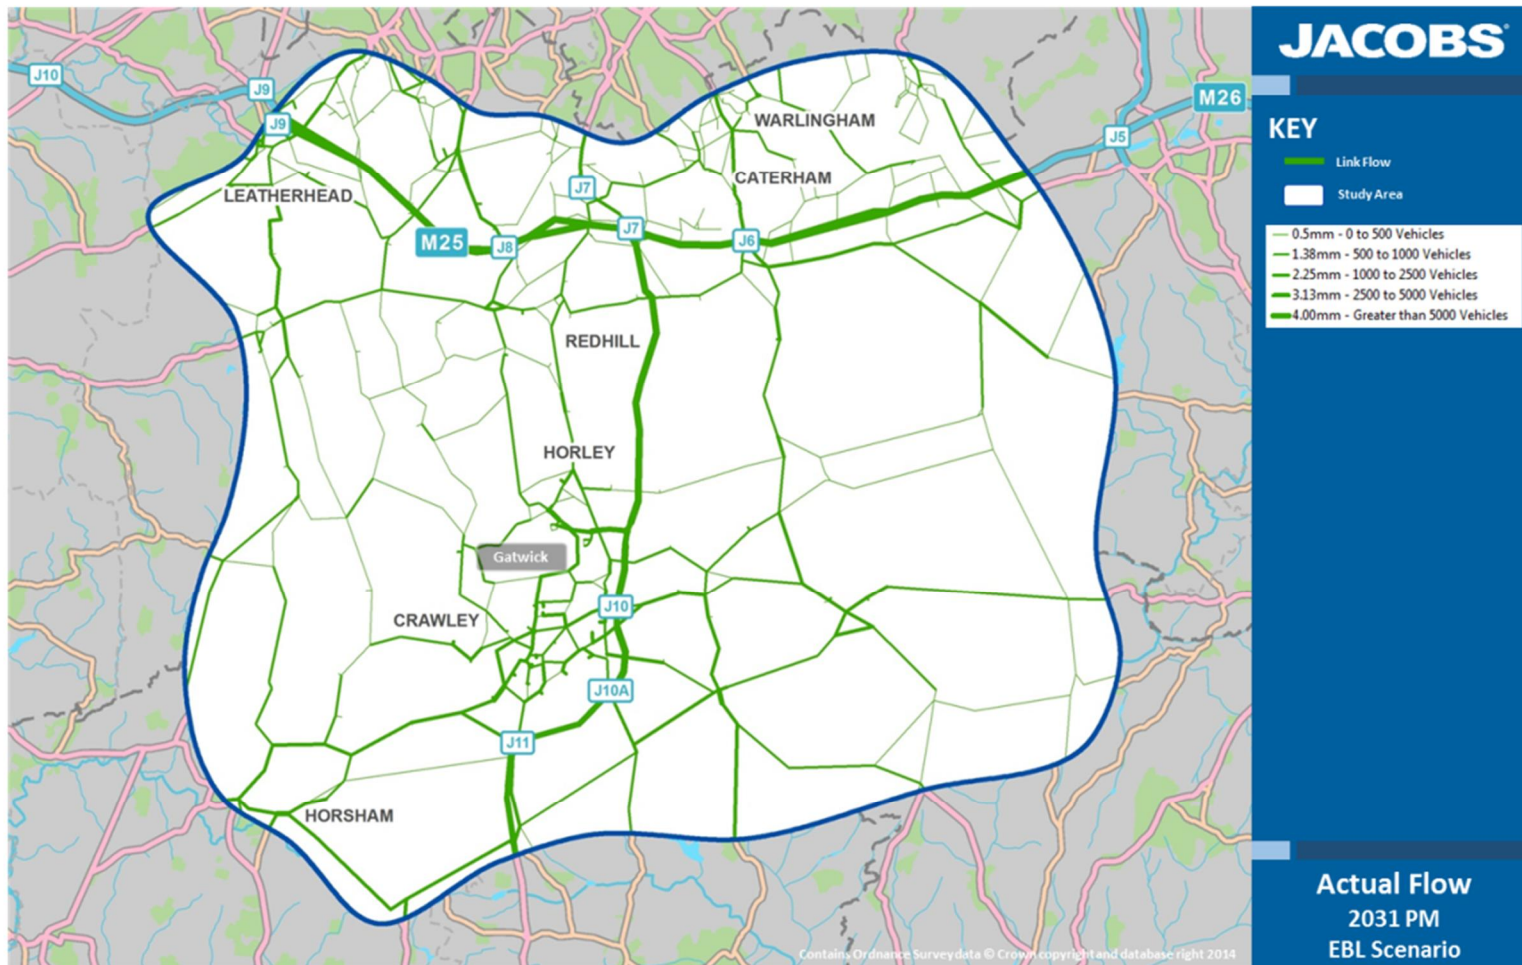 JACOBS
J10
J9
J9
M26
J5
KEY
Link Flow
Study Area
0.5mm - 0 to 500 Vehicles
1.38mm - 500 to 1000 Vehicles
2.25mm - 1000 to 2500 Vehicles
3.13mm - 2500 to 5000 Vehicles
4.00mm - Greater than 5000 Vehicles
WARLINGHAM
CATERHAM
LEATHERHEAD
J7
M25
J8
J7
J6
REDHILL
HORLEY
Gatwick
CRAWLEY
J10
J10A
J11
HORSHAM
Actual Flow
2031 PM
EBL Scenario
Contains Ordnance Survey data © Crown copyright and database right 2014